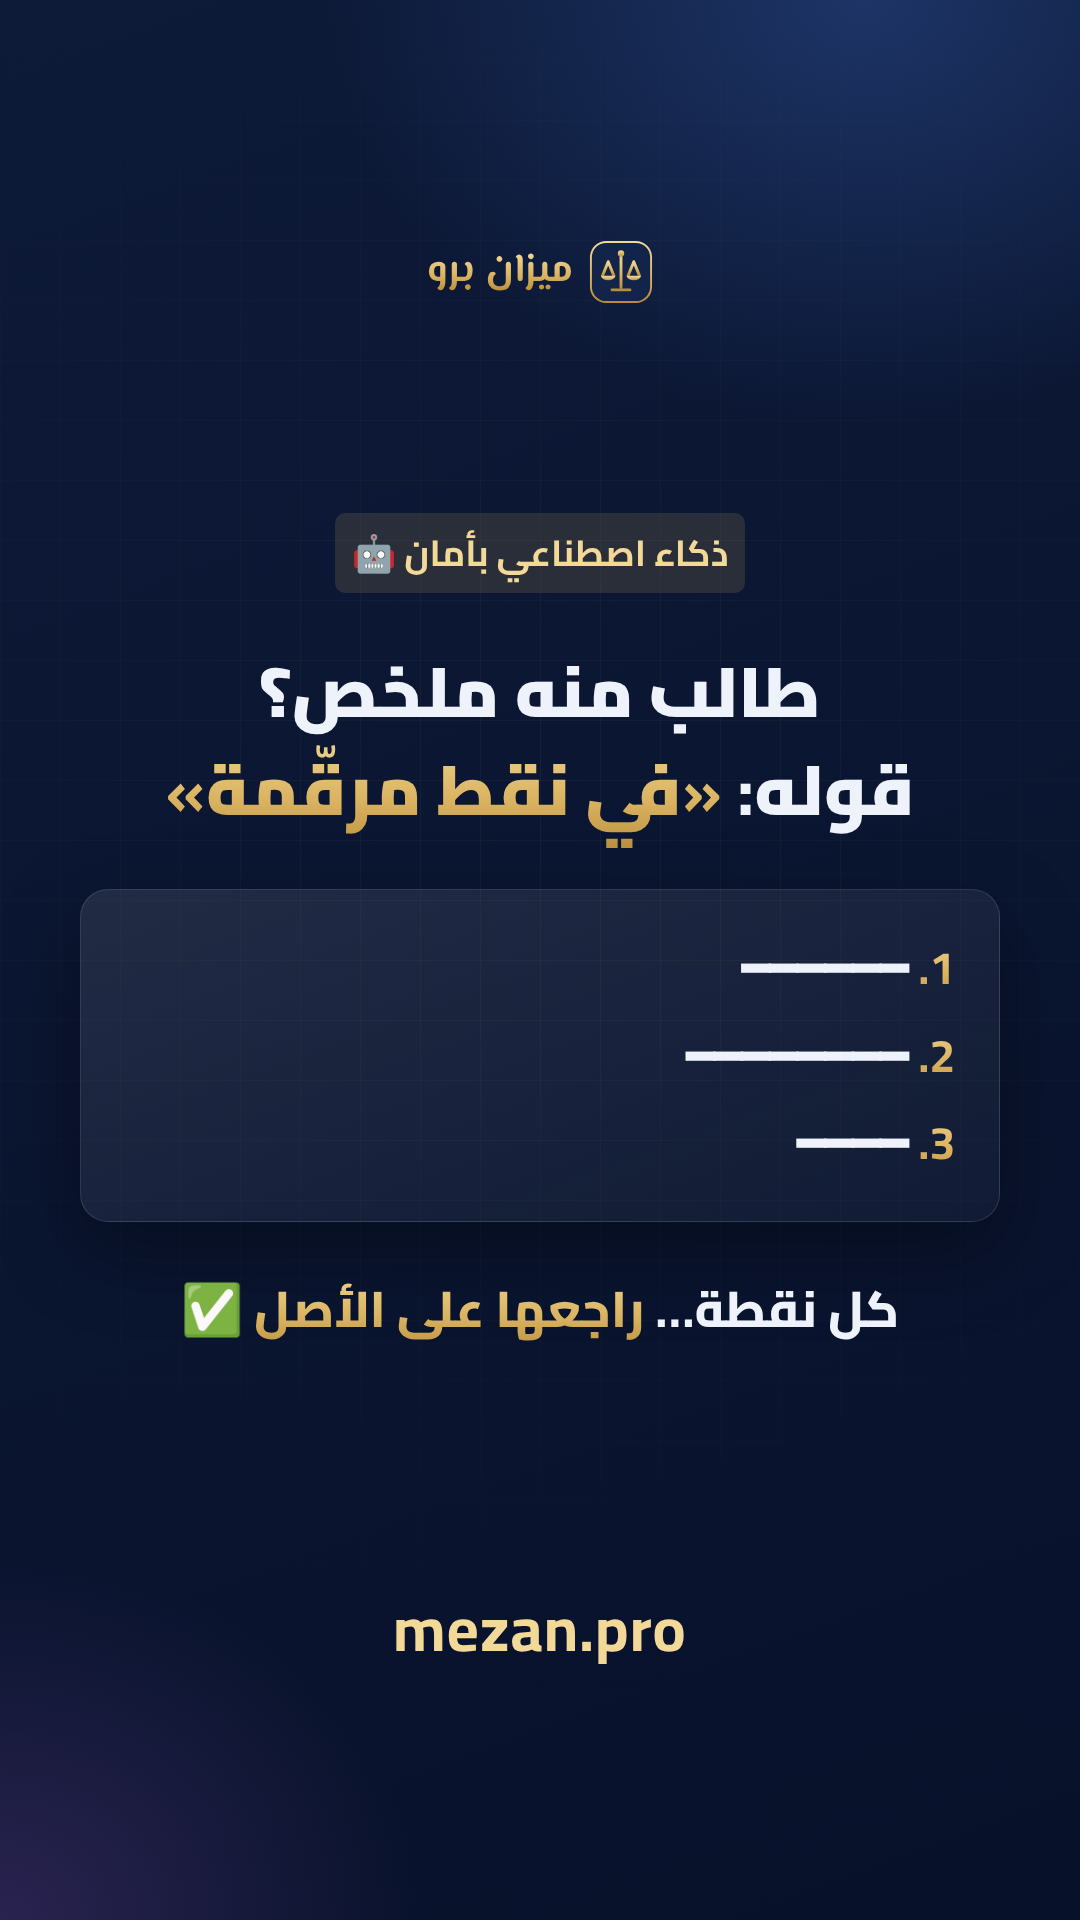 ميزان برو
ذكاء اصطناعي بأمان 🤖
طالب منه ملخص؟
قوله: «في نقط مرقّمة»
1. ━━━━━━
2. ━━━━━━━━
3. ━━━━
كل نقطة... راجعها على الأصل ✅
mezan.pro